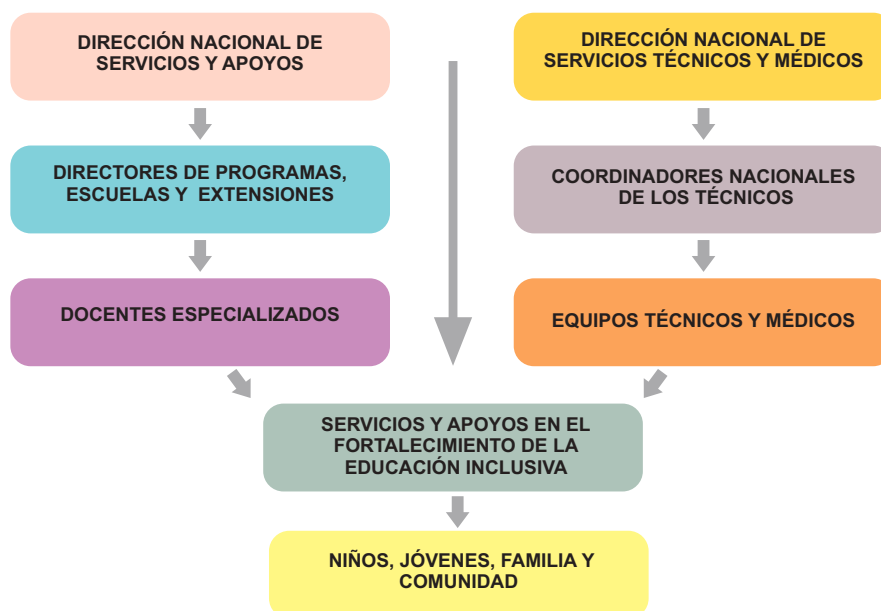 DIRECCIÓN NACIONAL DE
SERVICIOS Y APOYOS
DIRECCIÓN NACIONAL DE
SERVICIOS TÉCNICOS Y MÉDICOS
DIRECTORES DE PROGRAMAS,
ESCUELAS Y EXTENSIONES
COORDINADORES NACIONALES
DE LOS TÉCNICOS
DOCENTES ESPECIALIZADOS
EQUIPOS TÉCNICOS Y MÉDICOS
SERVICIOS Y APOYOS EN EL
FORTALECIMIENTO DE LA
EDUCACIÓN INCLUSIVA
NIÑOS, JÓVENES, FAMILIA Y
COMUNIDAD